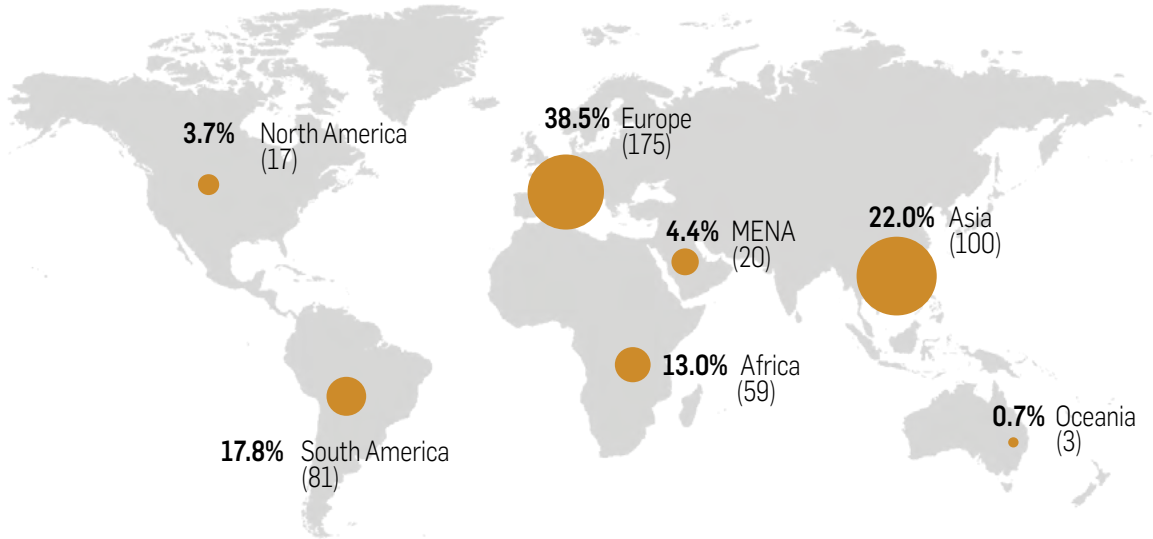 38.5% Europe
(175)
3.7% North America
(17)
22.0% Asia
(100)
4.4% MENA
(20)
13.0% Africa
(59)
0.7% Oceania
(3)
17.8% South America
(81)